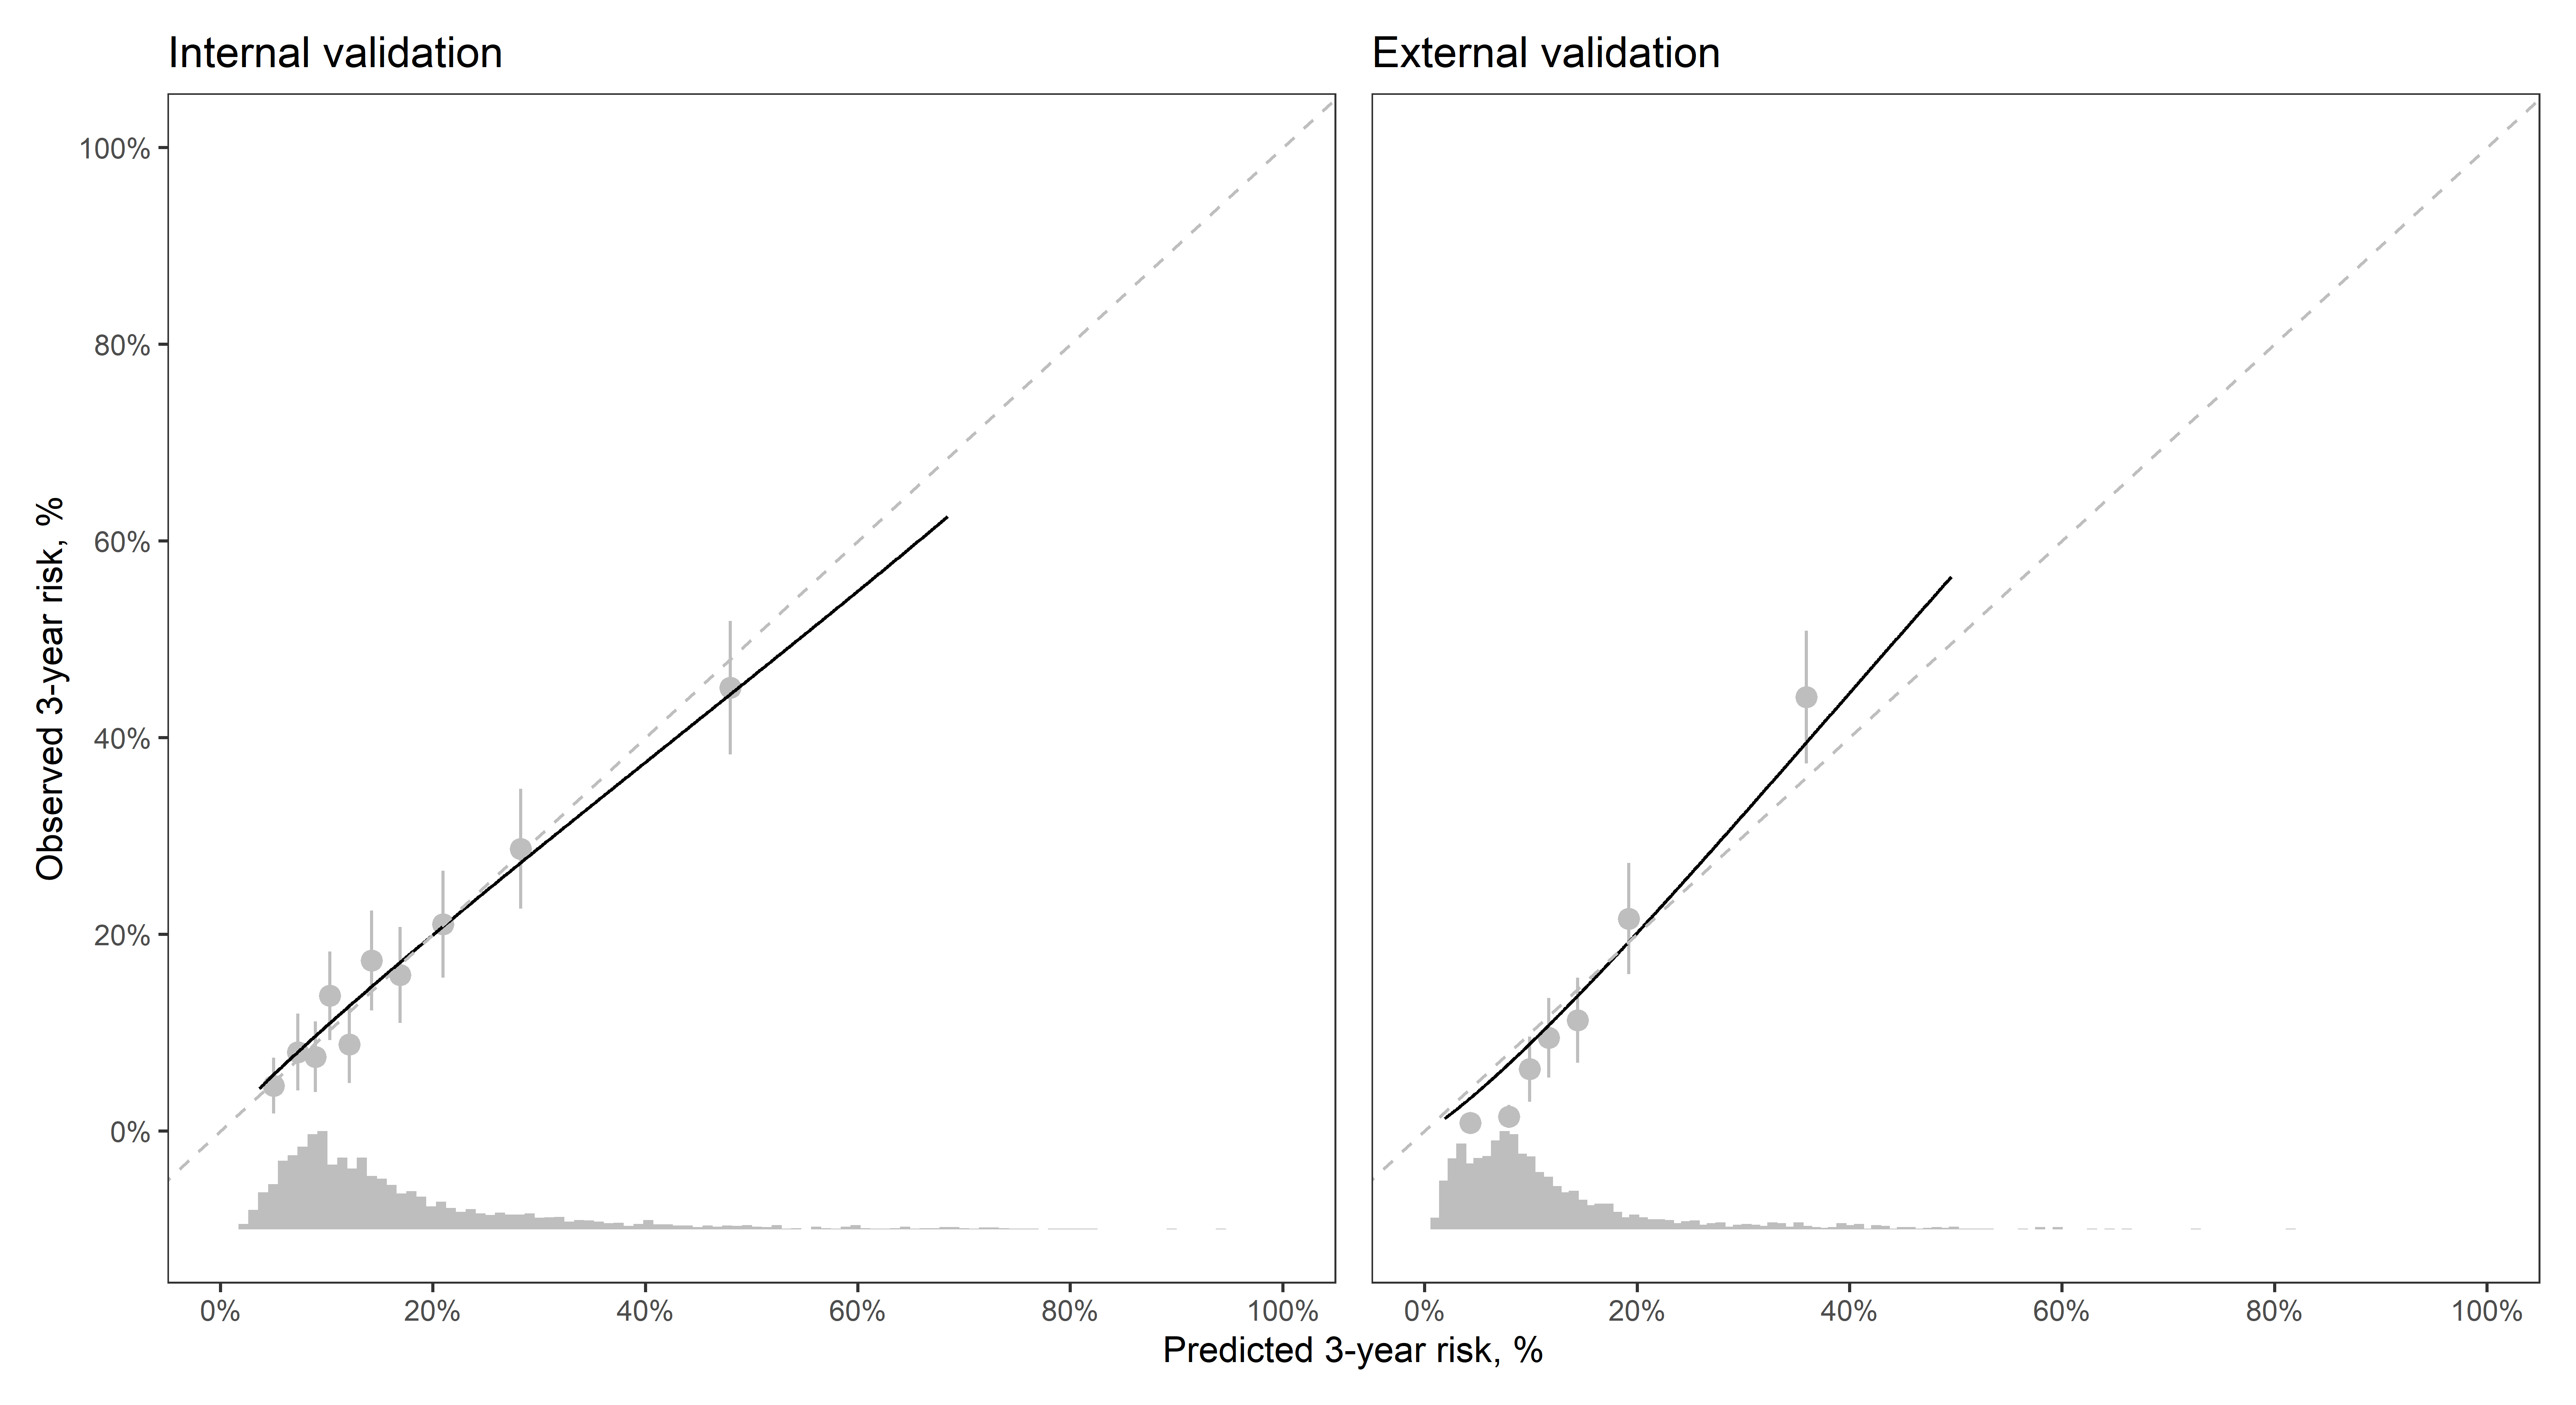 Internal validation
External validation
Observed 3-year risk, %
100%
80%
60%
40%
20%
0%
0% 20% 40% 60% 80% 100%
0% 20% 40% 60% 80% 100%
Predicted 3-year risk, %